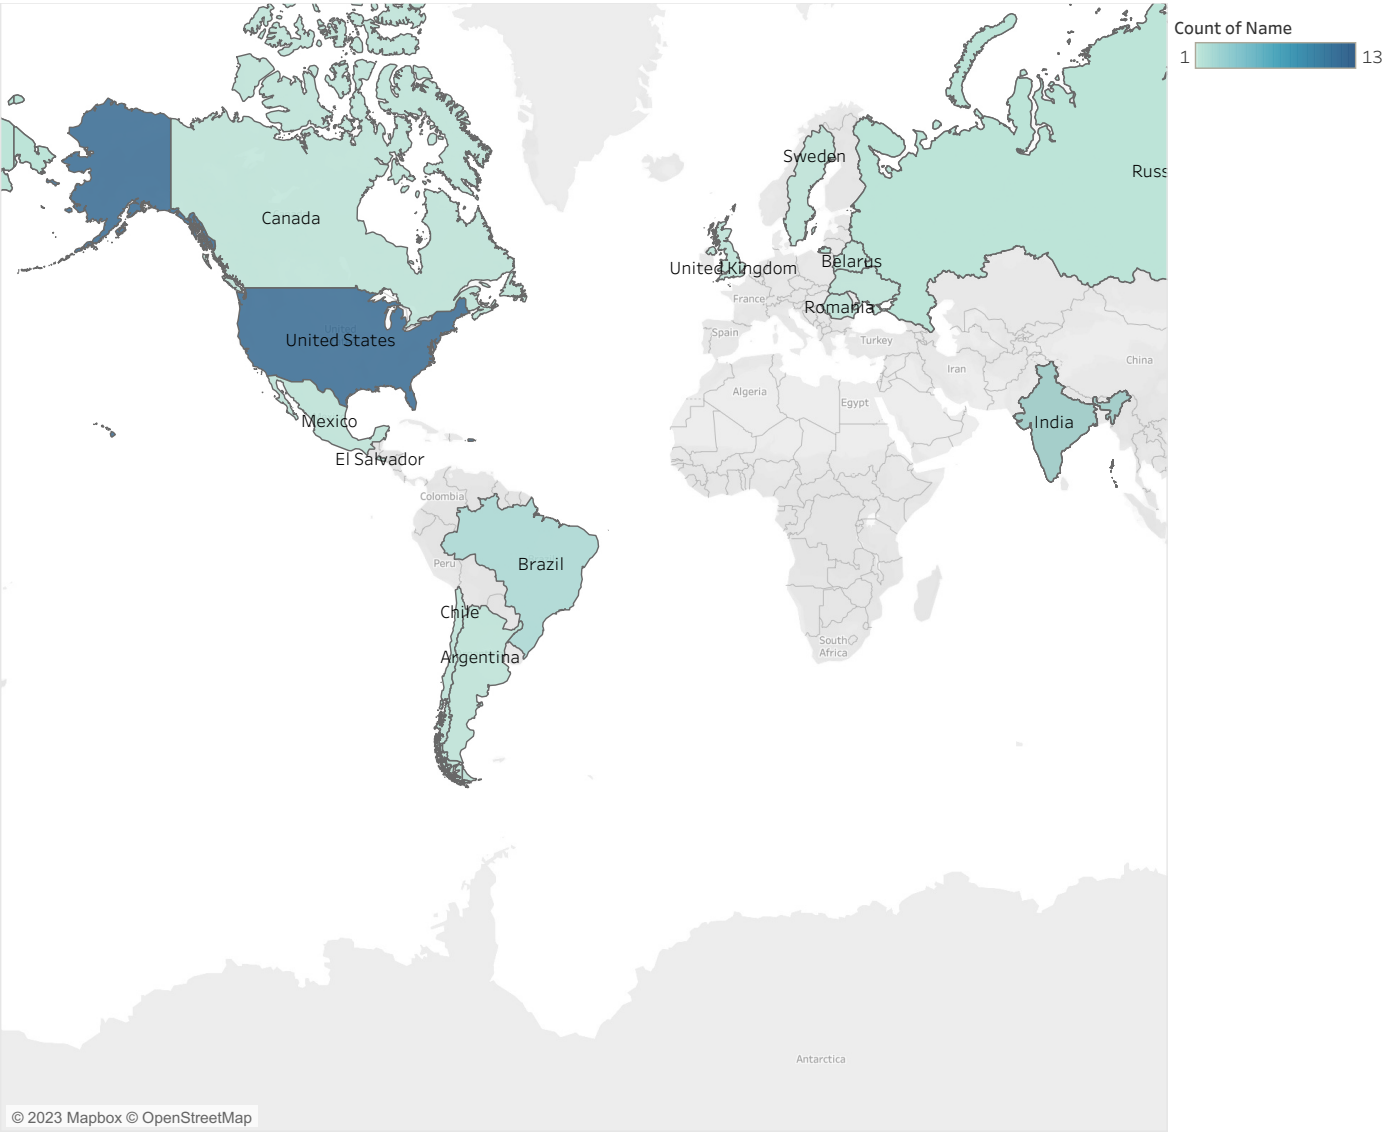 Count of Name
1
13
Sweden
Russ
Canada
Belarus
United Kingdom
France
Romania
Spain
United
United States
Turkey
China
Iran
Algeria
Egypt
Mexico
India
El Salvador
Colombia
Brazil
Peru
Chile
South
Africa
Argentina
Antarctica
© 2023 Mapbox © OpenStreetMap